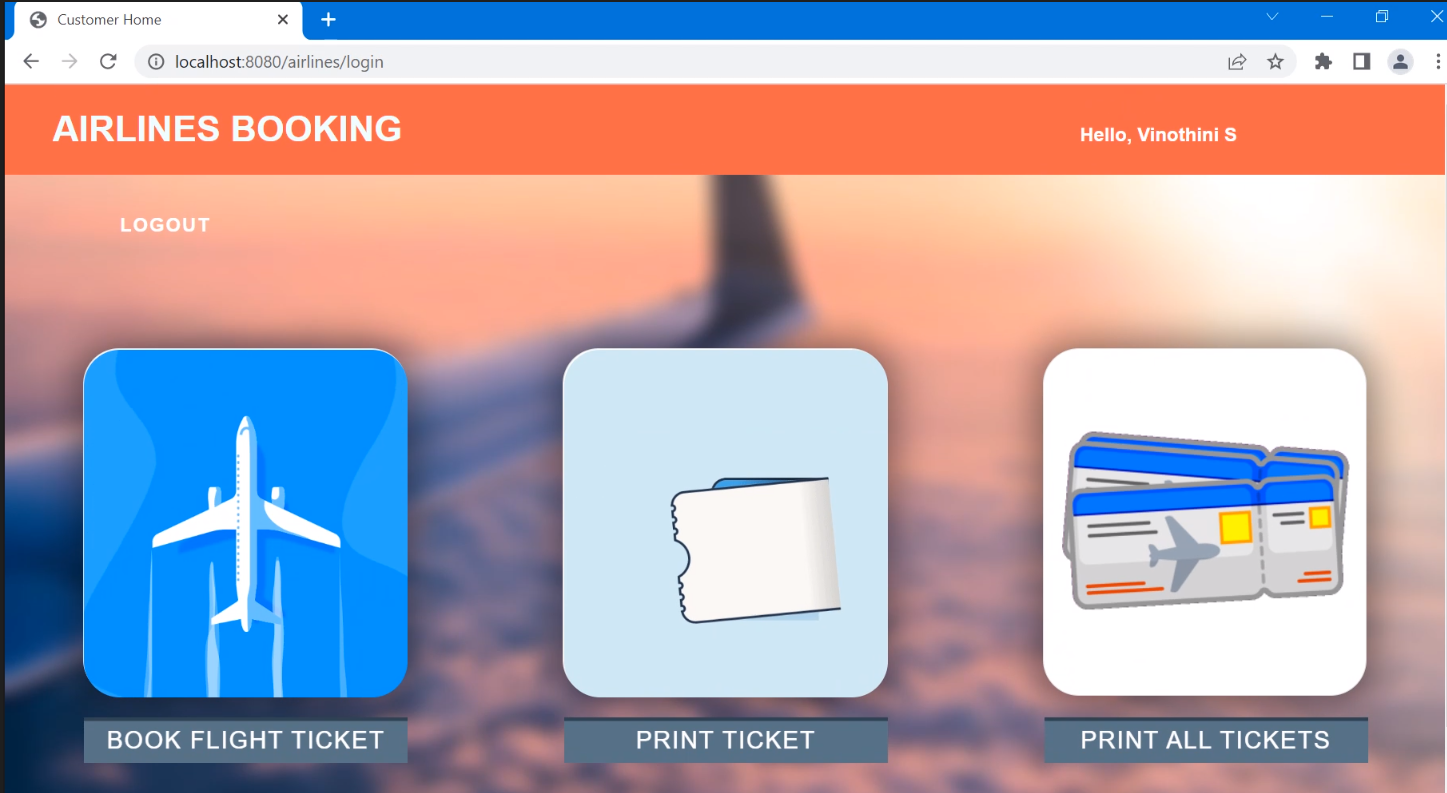 Customer Home
localhost:8080/airlines/login
AIRLINES BOOKING
Hello, Vinothini S
LOGOUT
BOOK FLIGHT TICKET
PRINT TICKET
PRINT ALL TICKETS